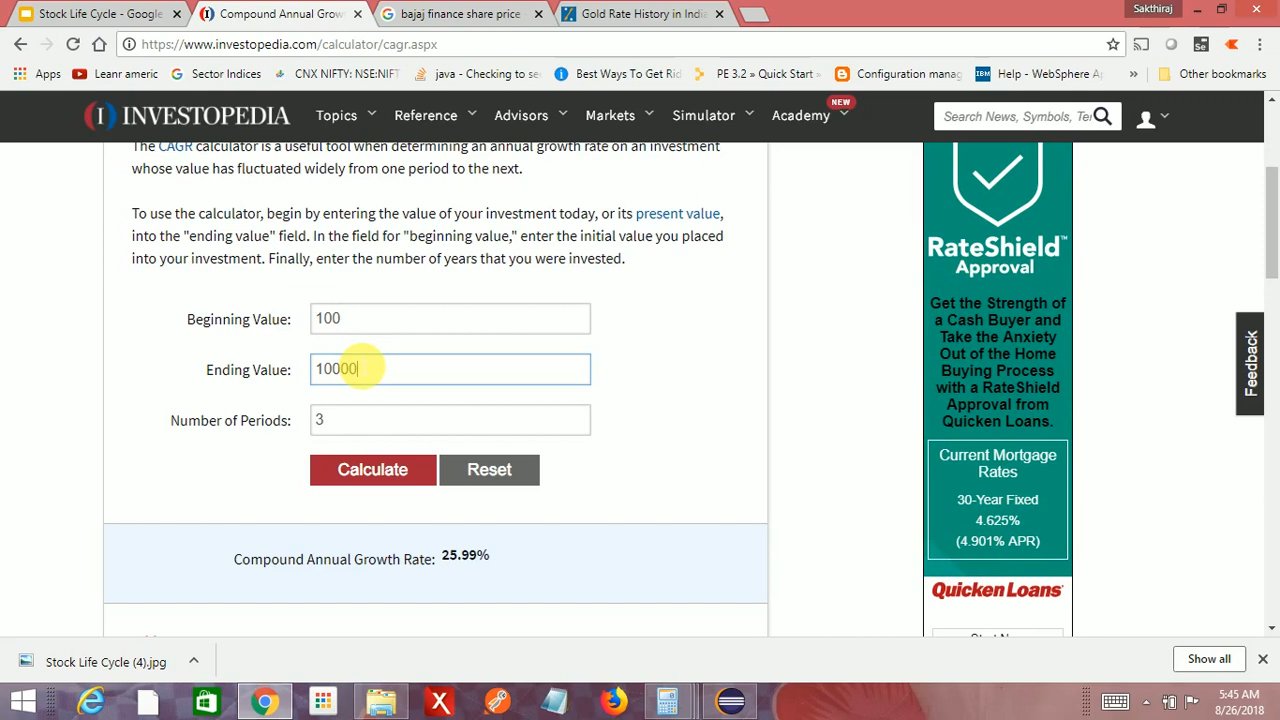 Stock Life Cycle - Google
Compound Annual Grow
bajaj finance share price
Gold Rate History in India
Sakthiraj
https://www.investopedia.com/calculator/cagr.aspx
Apps
Leanr americ
Sector Indices
CNX NIFTY: NSE:NIFT
java - Checking to se
Best Ways To Get Rid
PE 3.2 » Quick Start
Configuration manag
IBM
Help - WebSphere Ap
»
Other bookmarks
INVESTOPEDIA
Topics
Reference
Advisors
Markets
Simulator
Academy
NEW
Search News, Symbols, Ter
The CAGR calculator is a useful tool when determining an annual growth rate on an investment
whose value has fluctuated widely from one period to the next.
To use the calculator, begin by entering the value of your investment today, or its present value,
into the "ending value" field. In the field for "beginning value," enter the initial value you placed
into your investment. Finally, enter the number of years that you were invested.
Beginning Value: 100
Ending Value: 10000
Number of Periods: 3
Calculate
Reset
Compound Annual Growth Rate: 25.99%
RateShield™
Approval
Get the Strength of
a Cash Buyer and
Take the Anxiety
Out of the Home
Buying Process
with a RateShield
Approval from
Quicken Loans.
Current Mortgage
Rates
30-Year Fixed
4.625%
(4.901% APR)
Quicken Loans
Feedback
Stock Life Cycle (4).jpg
Show all
5:45 AM
8/26/2018